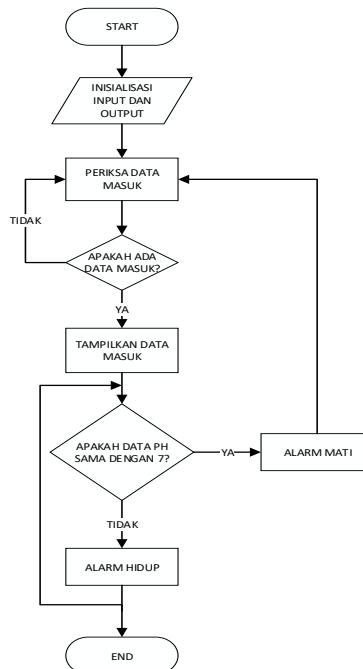 START
INISIALISASI
INPUT DAN
OUTPUT
PERIKSA DATA
MASUK
TIDAK
APAKAH ADA
DATA MASUK?
YA
TAMPILKAN DATA
MASUK
APAKAH DATA PH
SAMA DENGAN 7?
YA
ALARM MATI
TIDAK
ALARM HIDUP
END